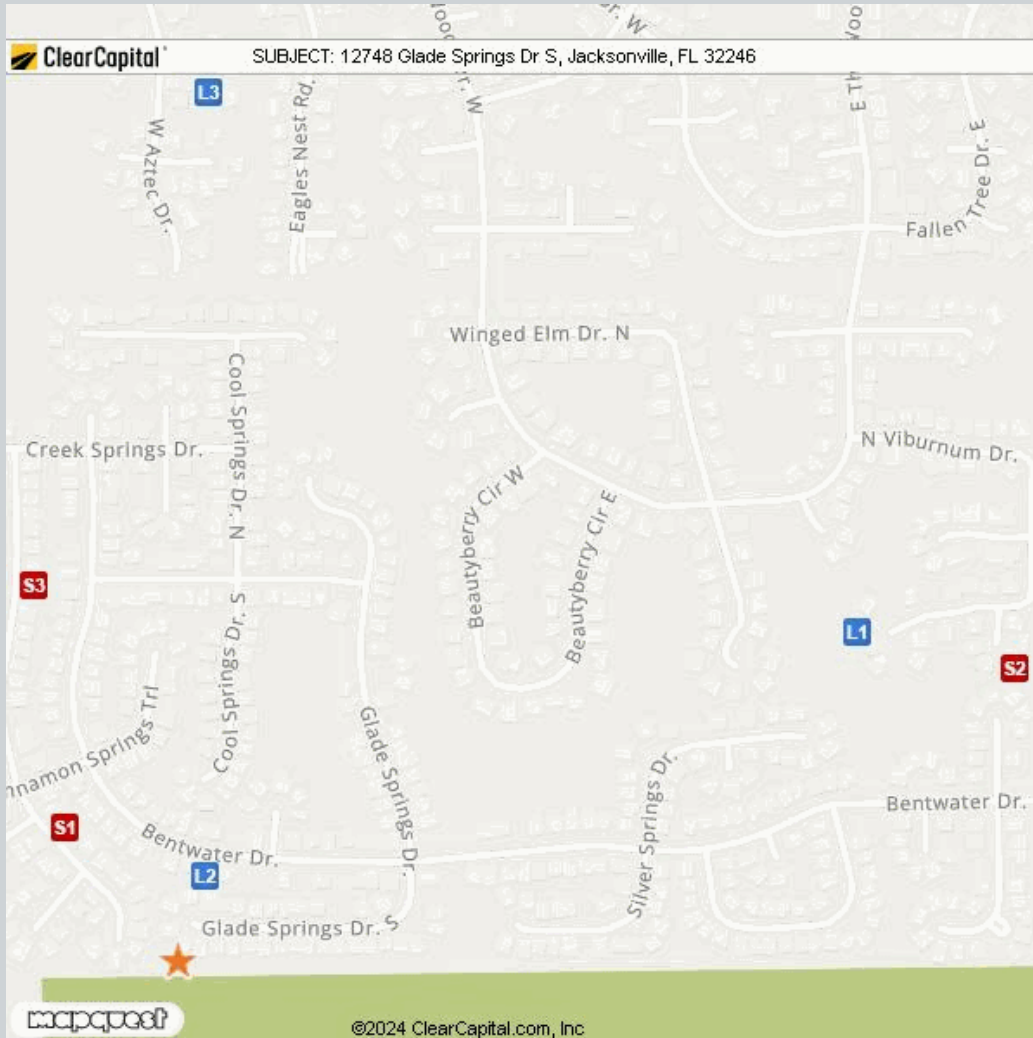 ClearCapital
SUBJECT: 12748 Glade Springs Dr S, Jacksonville, FL 32246
L3
W Aztec Dr.
Eagles Nest Rd.
Fallen Tree Dr. E
Winged Elm Dr. N
Cool Springs Dr. N
Creek Springs Dr.
N Viburnum Dr.
Beautyberry Cir W
Beautyberry Cir E
S3
Cool Springs Dr. S
L1
S2
Glade Springs Dr.
Silver Springs Dr.
Springs Trl
Bentwater Dr.
S1
Bentwater Dr.
L2
Glade Springs Dr. S
mapquest
©2024 ClearCapital.com, Inc